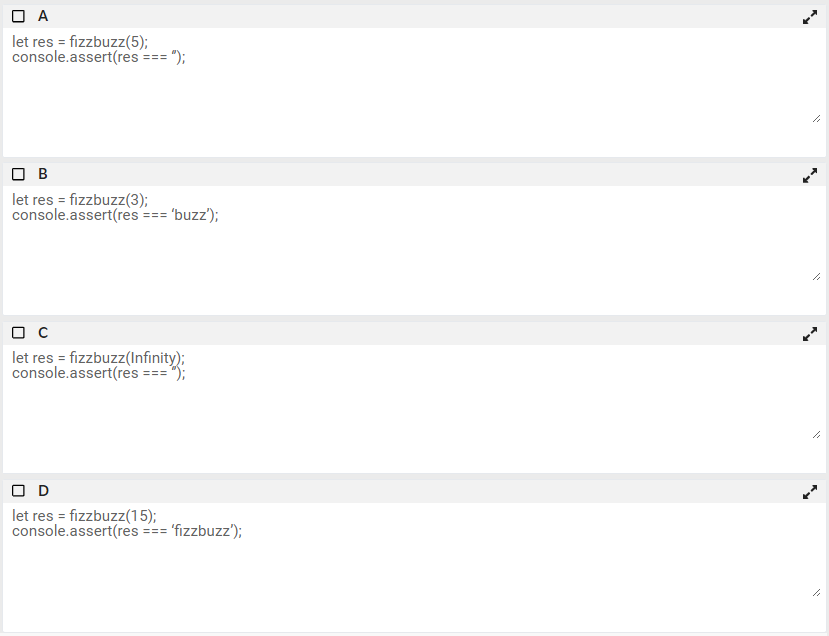 A
let res = fizzbuzz(5);
console.assert(res === ‘’);
B
let res = fizzbuzz(3);
console.assert(res === ‘buzz’);
C
let res = fizzbuzz(Infinity);
console.assert(res === ‘’);
D
let res = fizzbuzz(15);
console.assert(res === ‘fizzbuzz’);